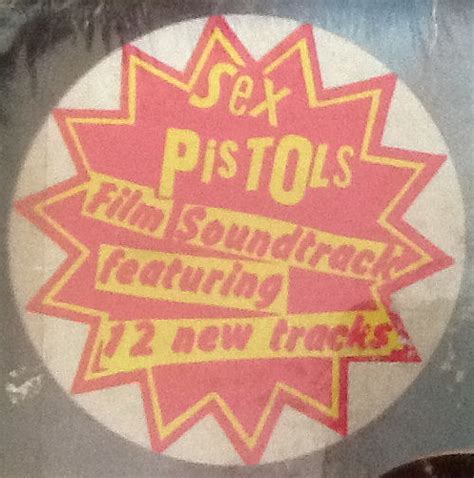 Sex
PiSTOLS
Film Soundtrack
featuring
12 new tracks